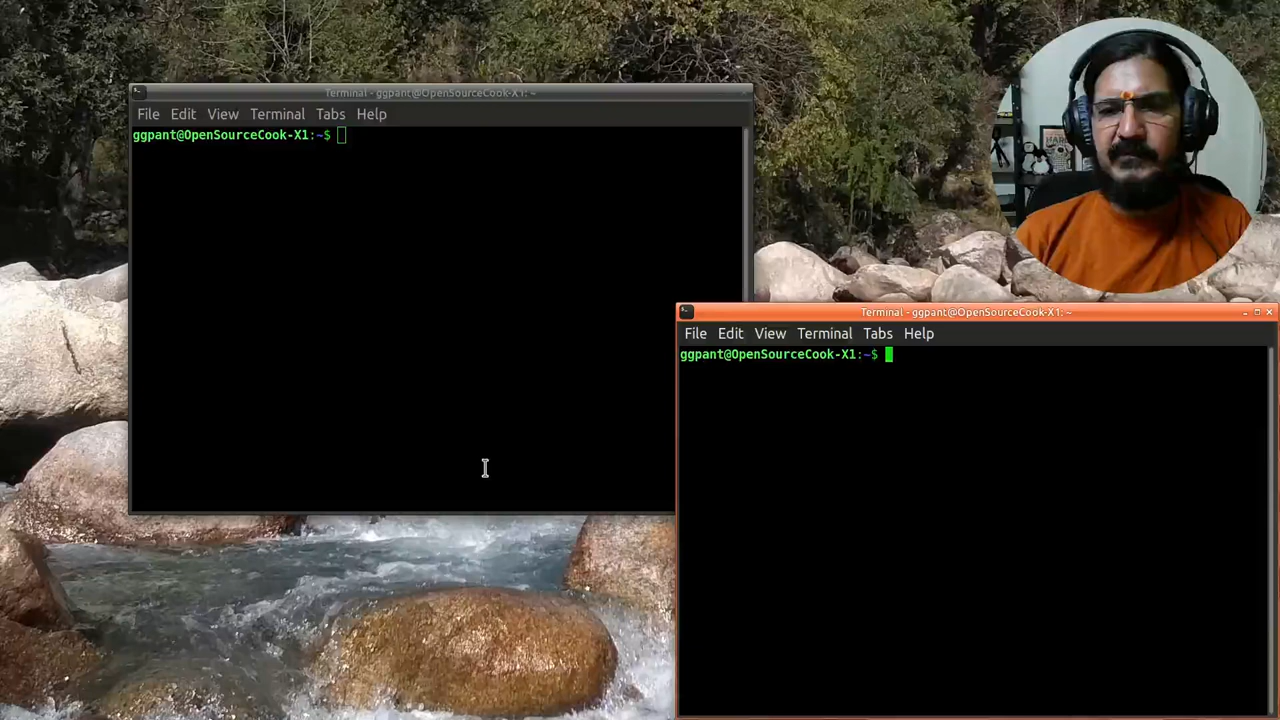 Terminal - ggpant@OpenSourceCook-X1: ~
File Edit View Terminal Tabs Help
ggpant@OpenSourceCook-X1:~$
Terminal - ggpant@OpenSourceCook-X1: ~
File Edit View Terminal Tabs Help
ggpant@OpenSourceCook-X1:~$